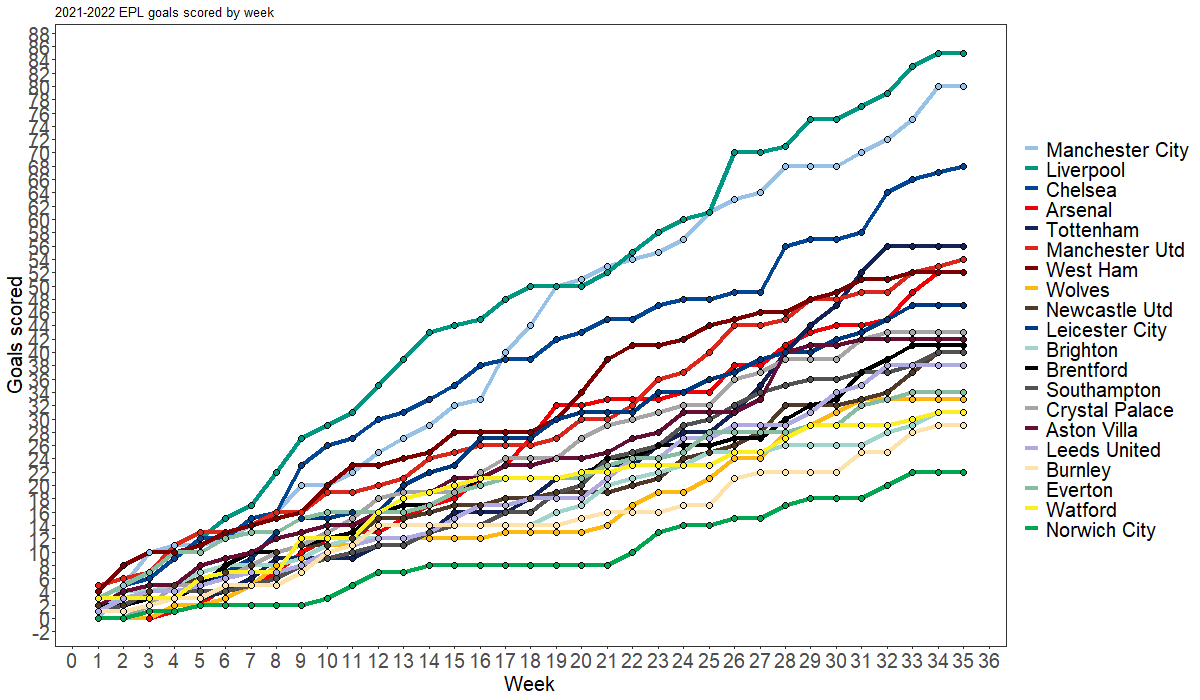 2021-2022 EPL goals scored by week
88
86
84
82
80
78
76
74
72
70
68
66
64
62
60
58
56
54
52
50
48
46
44
42
40
38
36
34
32
30
28
26
24
22
20
18
16
14
12
10
8
6
4
2
0
-2
Goals scored
0 1 2 3 4 5 6 7 8 9 10 11 12 13 14 15 16 17 18 19 20 21 22 23 24 25 26 27 28 29 30 31 32 33 34 35 36
Week
Manchester City
Liverpool
Chelsea
Arsenal
Tottenham
Manchester Utd
West Ham
Wolves
Newcastle Utd
Leicester City
Brighton
Brentford
Southampton
Crystal Palace
Aston Villa
Leeds United
Burnley
Everton
Watford
Norwich City